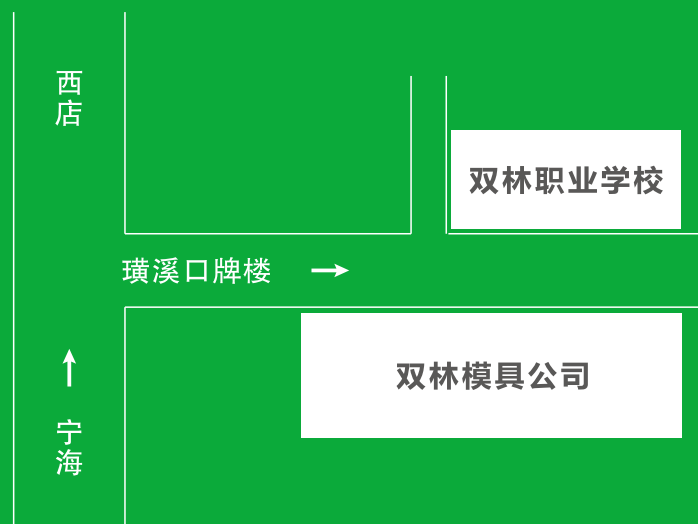 西店
双林职业学校
璜溪口牌楼
双林模具公司
宁海